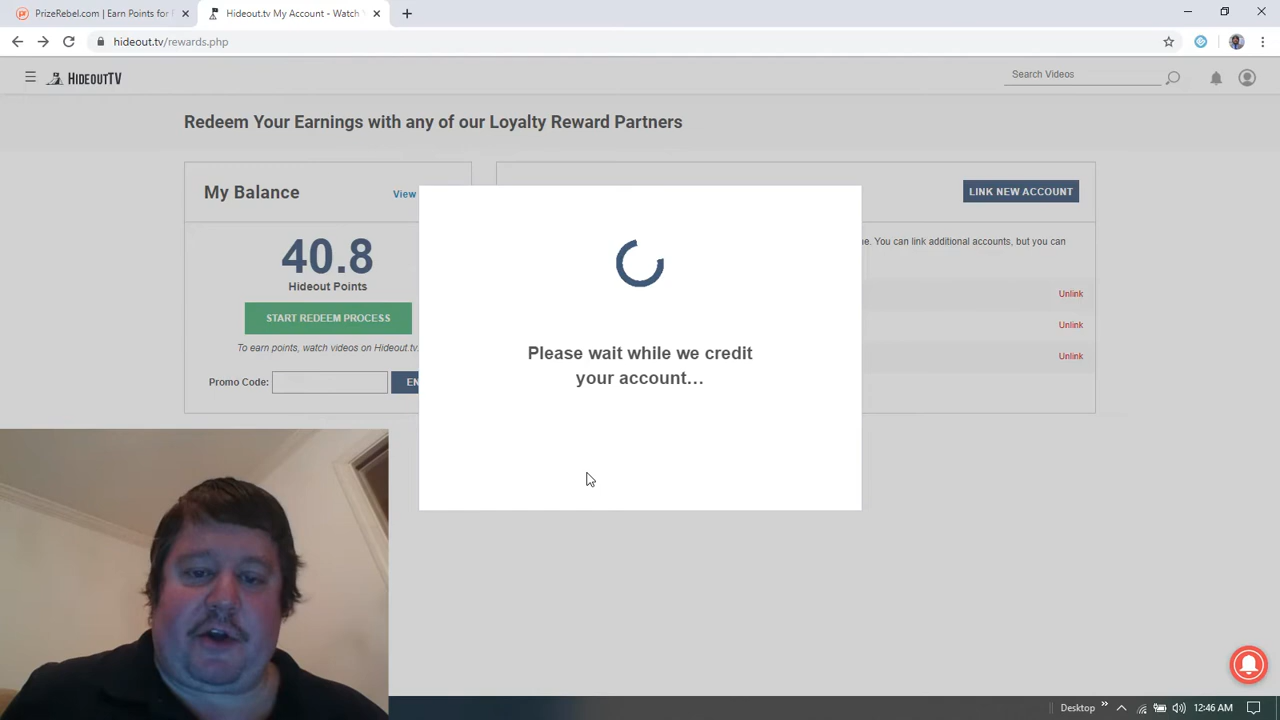 PrizeRebel.com | Earn Points for
Hideout.tv My Account - Watch
hideout.tv/rewards.php
HIDEOUTTV
Search Videos
Redeem Your Earnings with any of our Loyalty Reward Partners
My Balance
View
LINK NEW ACCOUNT
40.8
Hideout Points
e. You can link additional accounts, but you can
START REDEEM PROCESS
Unlink
Unlink
Unlink
To earn points, watch videos on Hideout.tv.
Promo Code:
EN
Please wait while we credit
your account...
Desktop
12:46 AM